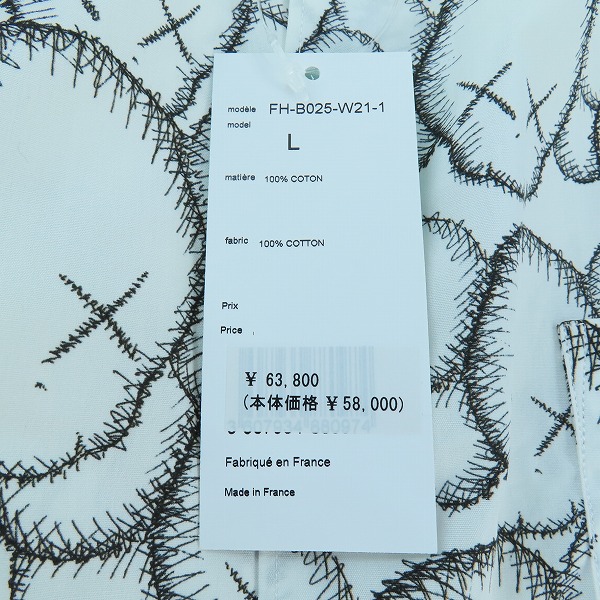 modèle FH-B025-W21-1
model
L
matière 100% COTON
fabric 100% COTTON
Prix
Price
¥ 63,800
(本体価格 ¥58,000)
Fabriqué en France
Made in France